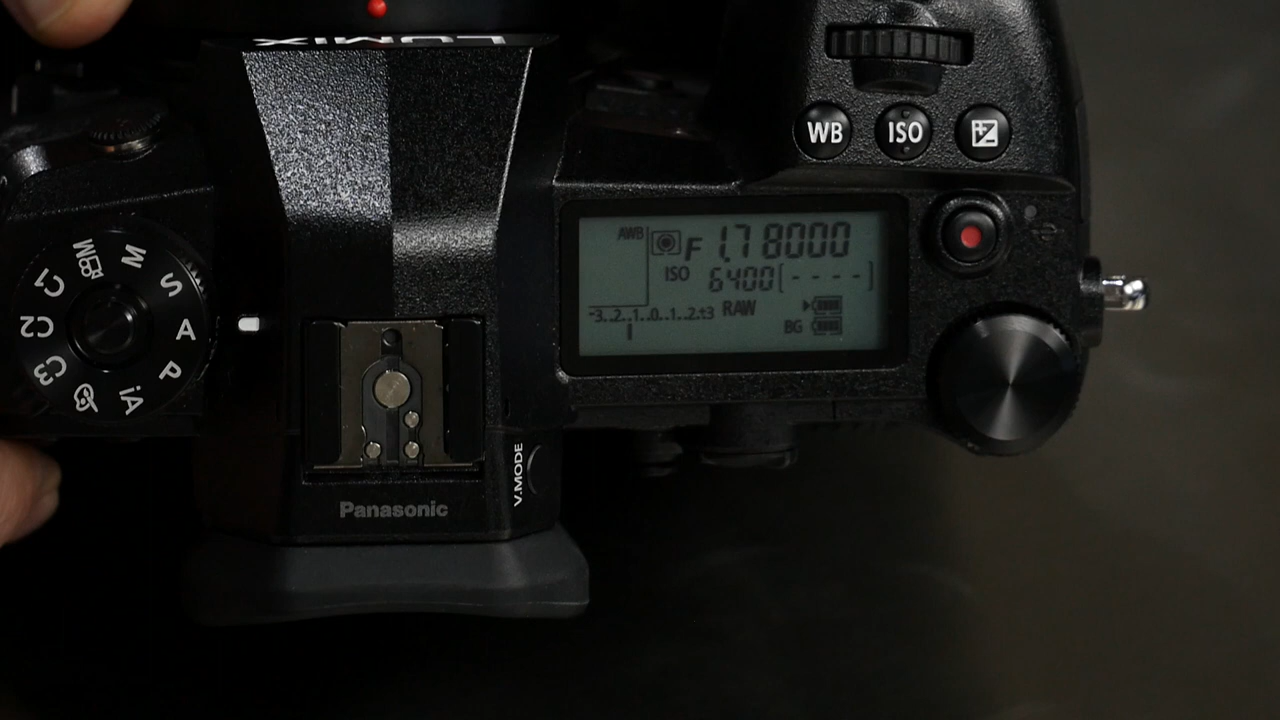 LUMIX
WB ISO
M
S
A
P
iA
C3
C2
C1
M
AWB F 1.7 8000
ISO 6400 [----]
-3..2..1..0..1..2.+3 RAW
BG
V.MODE
Panasonic